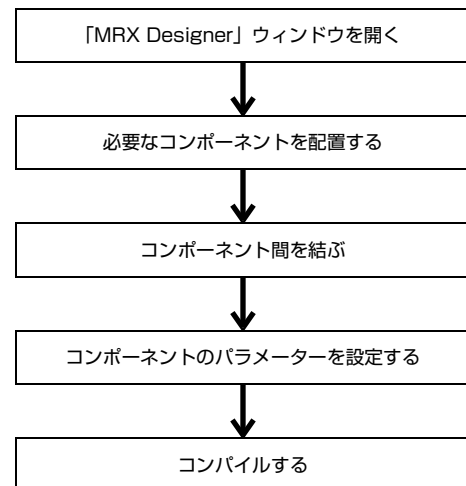 「MRX Designer」ウィンドウを開く
必要なコンポーネントを配置する
コンポーネント間を結ぶ
コンポーネントのパラメーターを設定する
コンパイルする